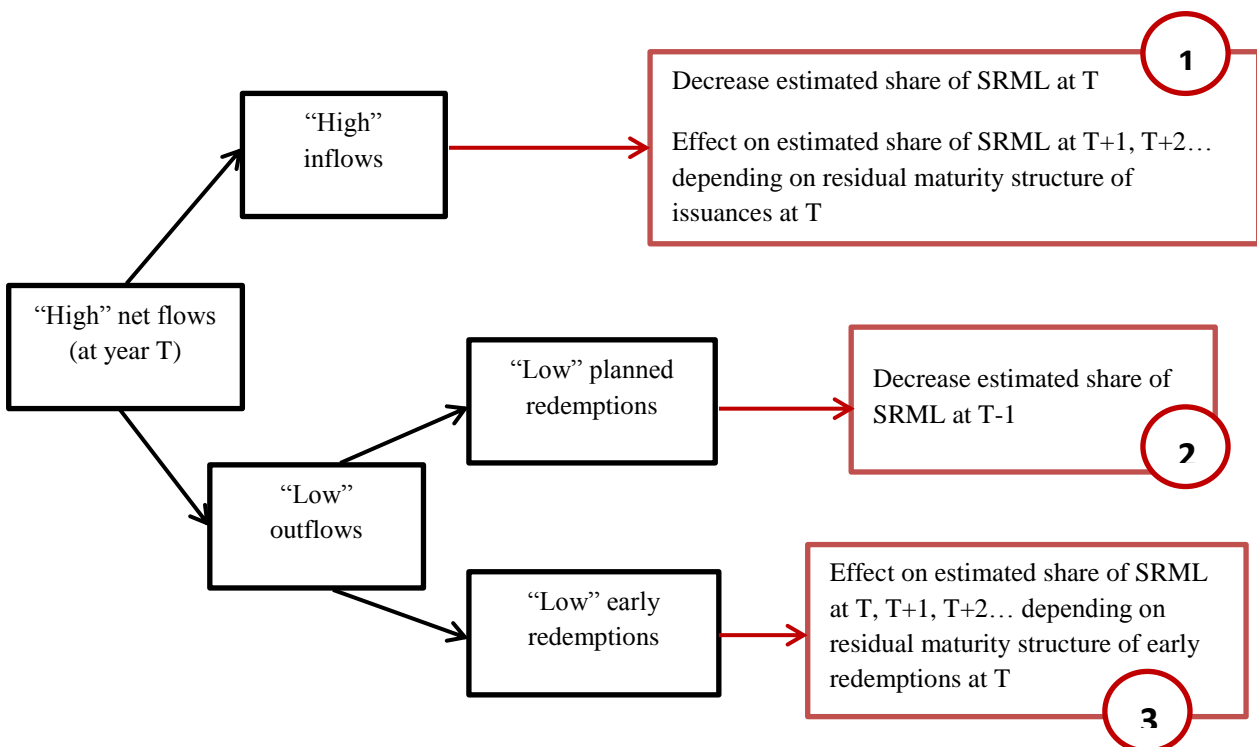 1
“High”
inflows
Decrease estimated share of SRML at T
Effect on estimated share of SRML at T+1, T+2…
depending on residual maturity structure of
issuances at T
“High” net flows
(at year T)
“Low” planned
redemptions
Decrease estimated share of
SRML at T-1
2
“Low”
outflows
“Low” early
redemptions
Effect on estimated share of SRML
at T, T+1, T+2… depending on
residual maturity structure of early
redemptions at T
3